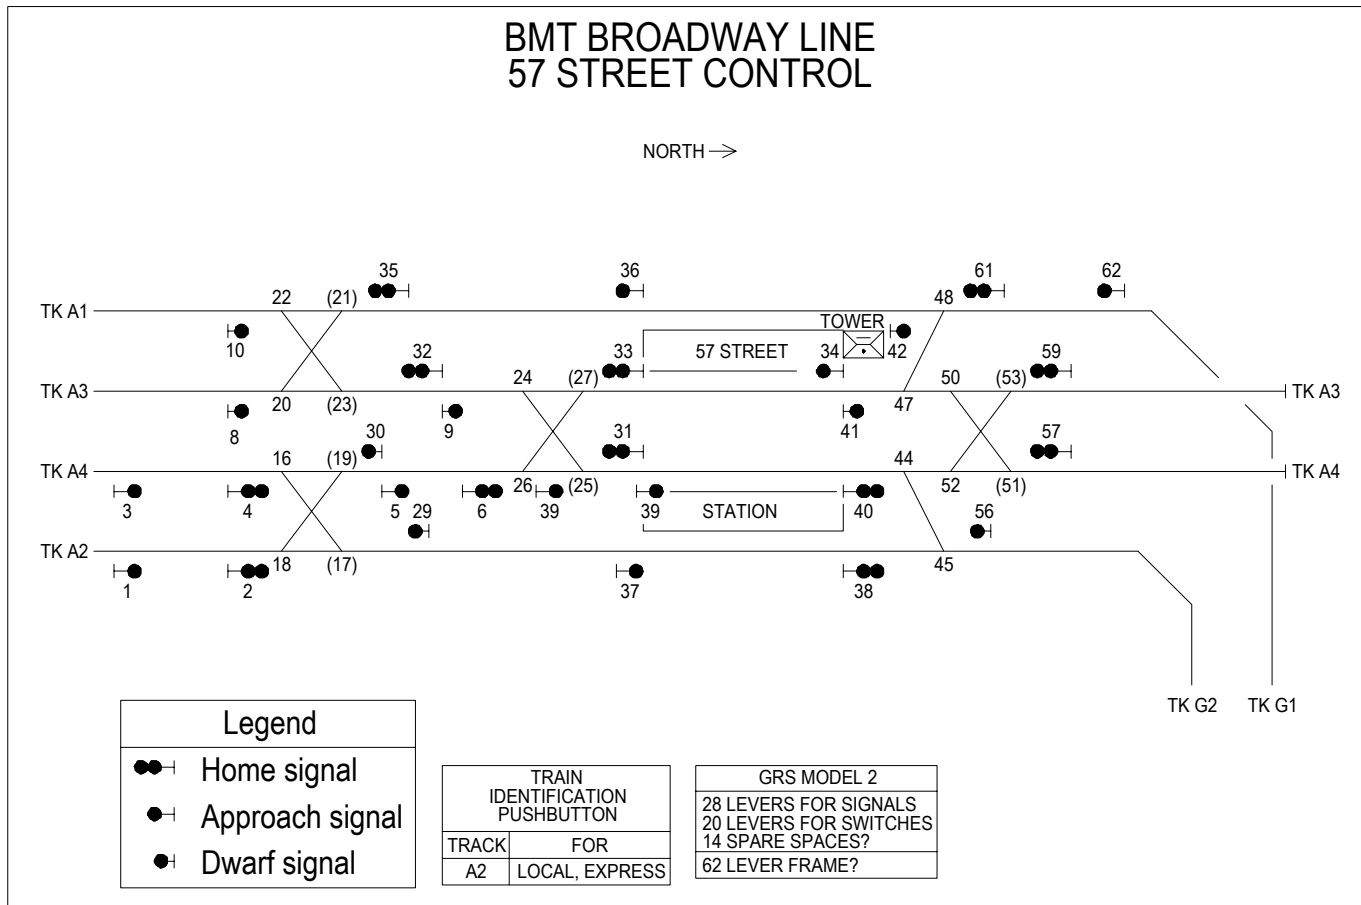 BMT BROADWAY LINE
57 STREET CONTROL
NORTH
35
36
61
62
22
(21)
48
TK A1
TOWER
10
32
33
57 STREET
34
42
59
24
(27)
50
(53)
TK A3
TK A3
20
(23)
47
8
9
41
30
31
57
16
(19)
44
TK A4
TK A4
26
(25)
52
(51)
3
4
5
29
6
39
39
STATION
40
56
TK A2
18
(17)
45
1
2
37
38
TK G2
TK G1
Legend
Home signal
Approach signal
Dwarf signal
TRAIN
IDENTIFICATION
PUSHBUTTON
TRACK
FOR
A2
LOCAL, EXPRESS
GRS MODEL 2
28 LEVERS FOR SIGNALS
20 LEVERS FOR SWITCHES
14 SPARE SPACES?
62 LEVER FRAME?